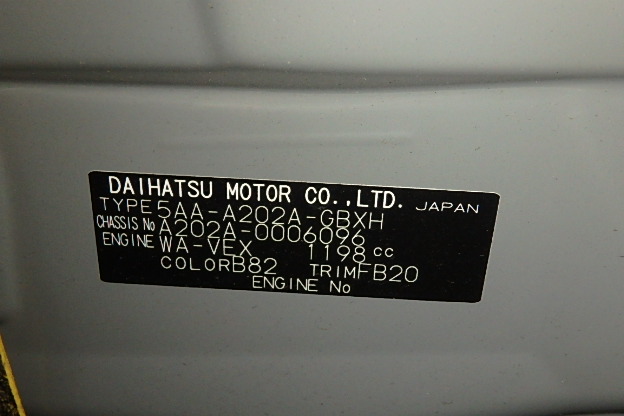 DAIHATSU MOTOR CO.,LTD. JAPAN
TYPE 5AA-A202A-GBXH
CHASSIS No A202A-0006096
ENGINE WA-VEX 1198 cc
COLOR B82 TRIM FB20
ENGINE No